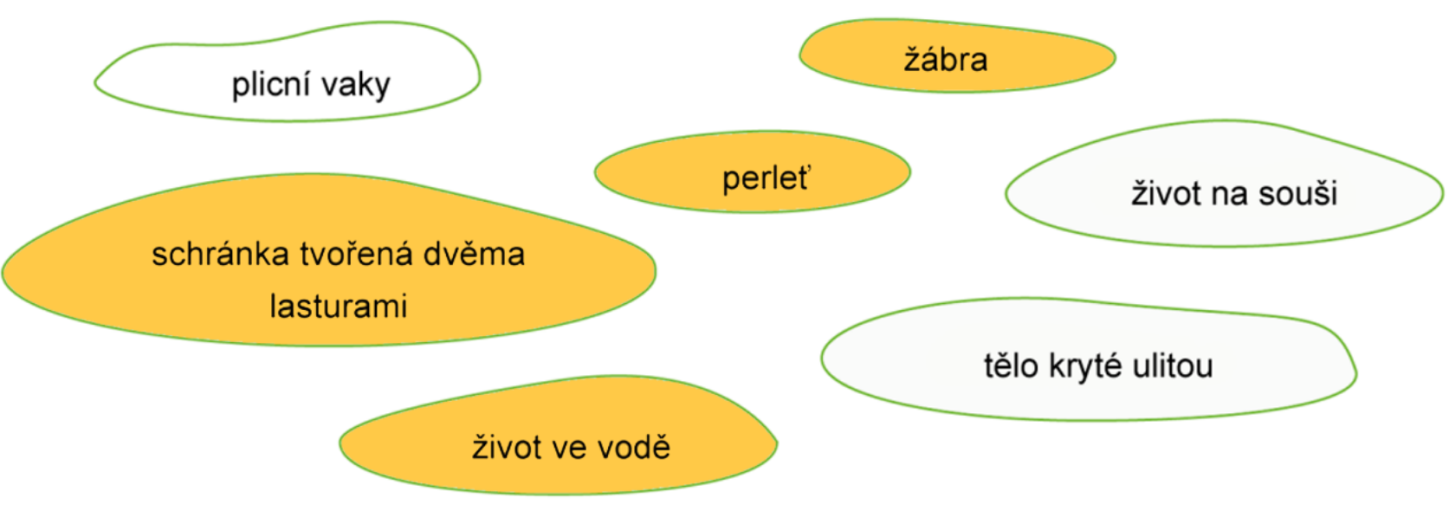 plicní vaky
žábra
perleť
život na souši
schránka tvořená dvěma
lasturami
tělo kryté ulitou
život ve vodě